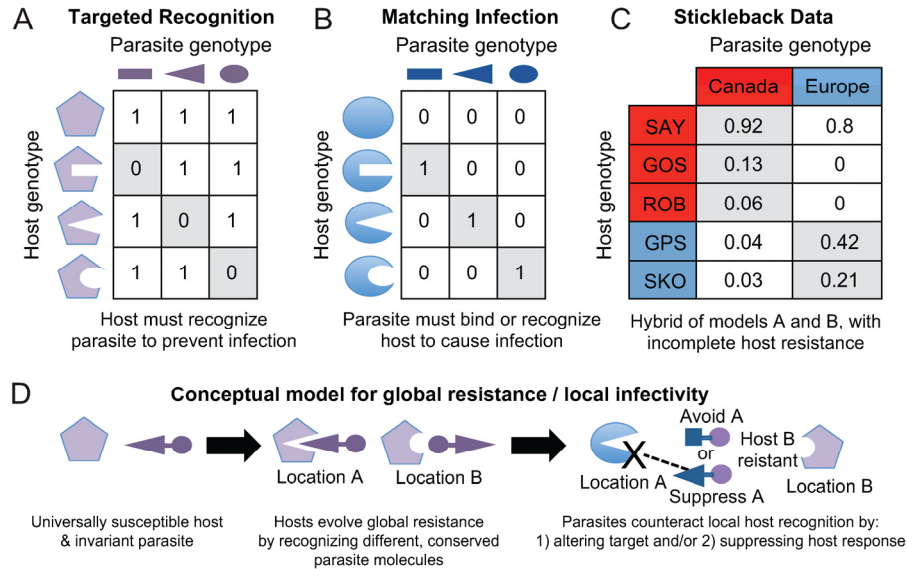 A Targeted Recognition
Parasite genotype
Host genotype
1 1 1
0 1 1
1 0 1
1 1 0
Host must recognize
parasite to prevent infection
B Matching Infection
Parasite genotype
Host genotype
0 0 0
1 0 0
0 1 0
0 0 1
Parasite must bind or recognize
host to cause infection
C Stickleback Data
Parasite genotype
Host genotype
Canada Europe
SAY 0.92 0.8
GOS 0.13 0
ROB 0.06 0
GPS 0.04 0.42
SKO 0.03 0.21
Hybrid of models A and B, with
incomplete host resistance
D Conceptual model for global resistance / local infectivity
Location A
Location B
Avoid A
or
Suppress A
X
Location A
Host B
reistant
Location B
Universally susceptible host
& invariant parasite
Hosts evolve global resistance
by recognizing different, conserved
parasite molecules
Parasites counteract local host recognition by:
1) altering target and/or 2) suppressing host response